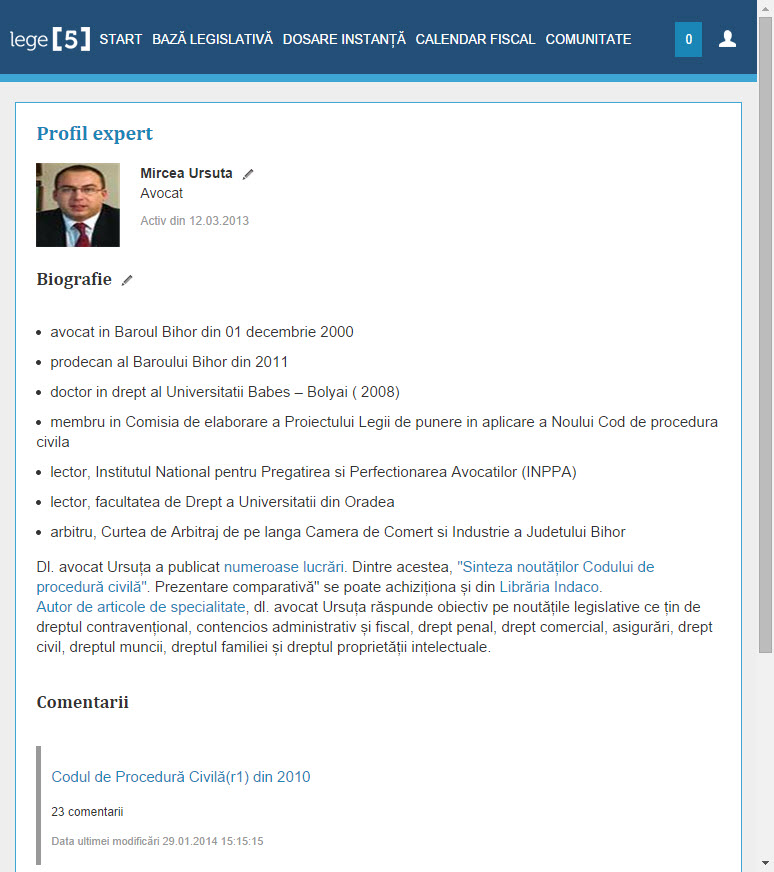 lege[5] START BAZĂ LEGISLATIVĂ DOSARE INSTANȚĂ CALENDAR FISCAL COMUNITATE 0
Profil expert
Mircea Ursuta
Avocat
Activ din 12.03.2013
Biografie
• avocat in Baroul Bihor din 01 decembrie 2000
• prodecan al Baroului Bihor din 2011
• doctor in drept al Universitatii Babes – Bolyai ( 2008)
• membru in Comisia de elaborare a Proiectului Legii de punere in aplicare a Noului Cod de procedura
civila
• lector, Institutul National pentru Pregatirea si Perfectionarea Avocatilor (INPPA)
• lector, facultatea de Drept a Universitatii din Oradea
• arbitru, Curtea de Arbitraj de pe langa Camera de Comert si Industrie a Judetului Bihor
Dl. avocat Ursuța a publicat numeroase lucrări. Dintre acestea, "Sinteza noutăților Codului de
procedură civilă". Prezentare comparativă" se poate achiziționa și din Librăria Indaco.
Autor de articole de specialitate, dl. avocat Ursuța răspunde obiectiv pe noutățile legislative ce țin de
dreptul contravențional, contencios administrativ și fiscal, drept penal, drept comercial, asigurări, drept
civil, dreptul muncii, dreptul familiei și dreptul proprietății intelectuale.
Comentarii
Codul de Procedură Civilă(r1) din 2010
23 comentarii
Data ultimei modificări 29.01.2014 15:15:15